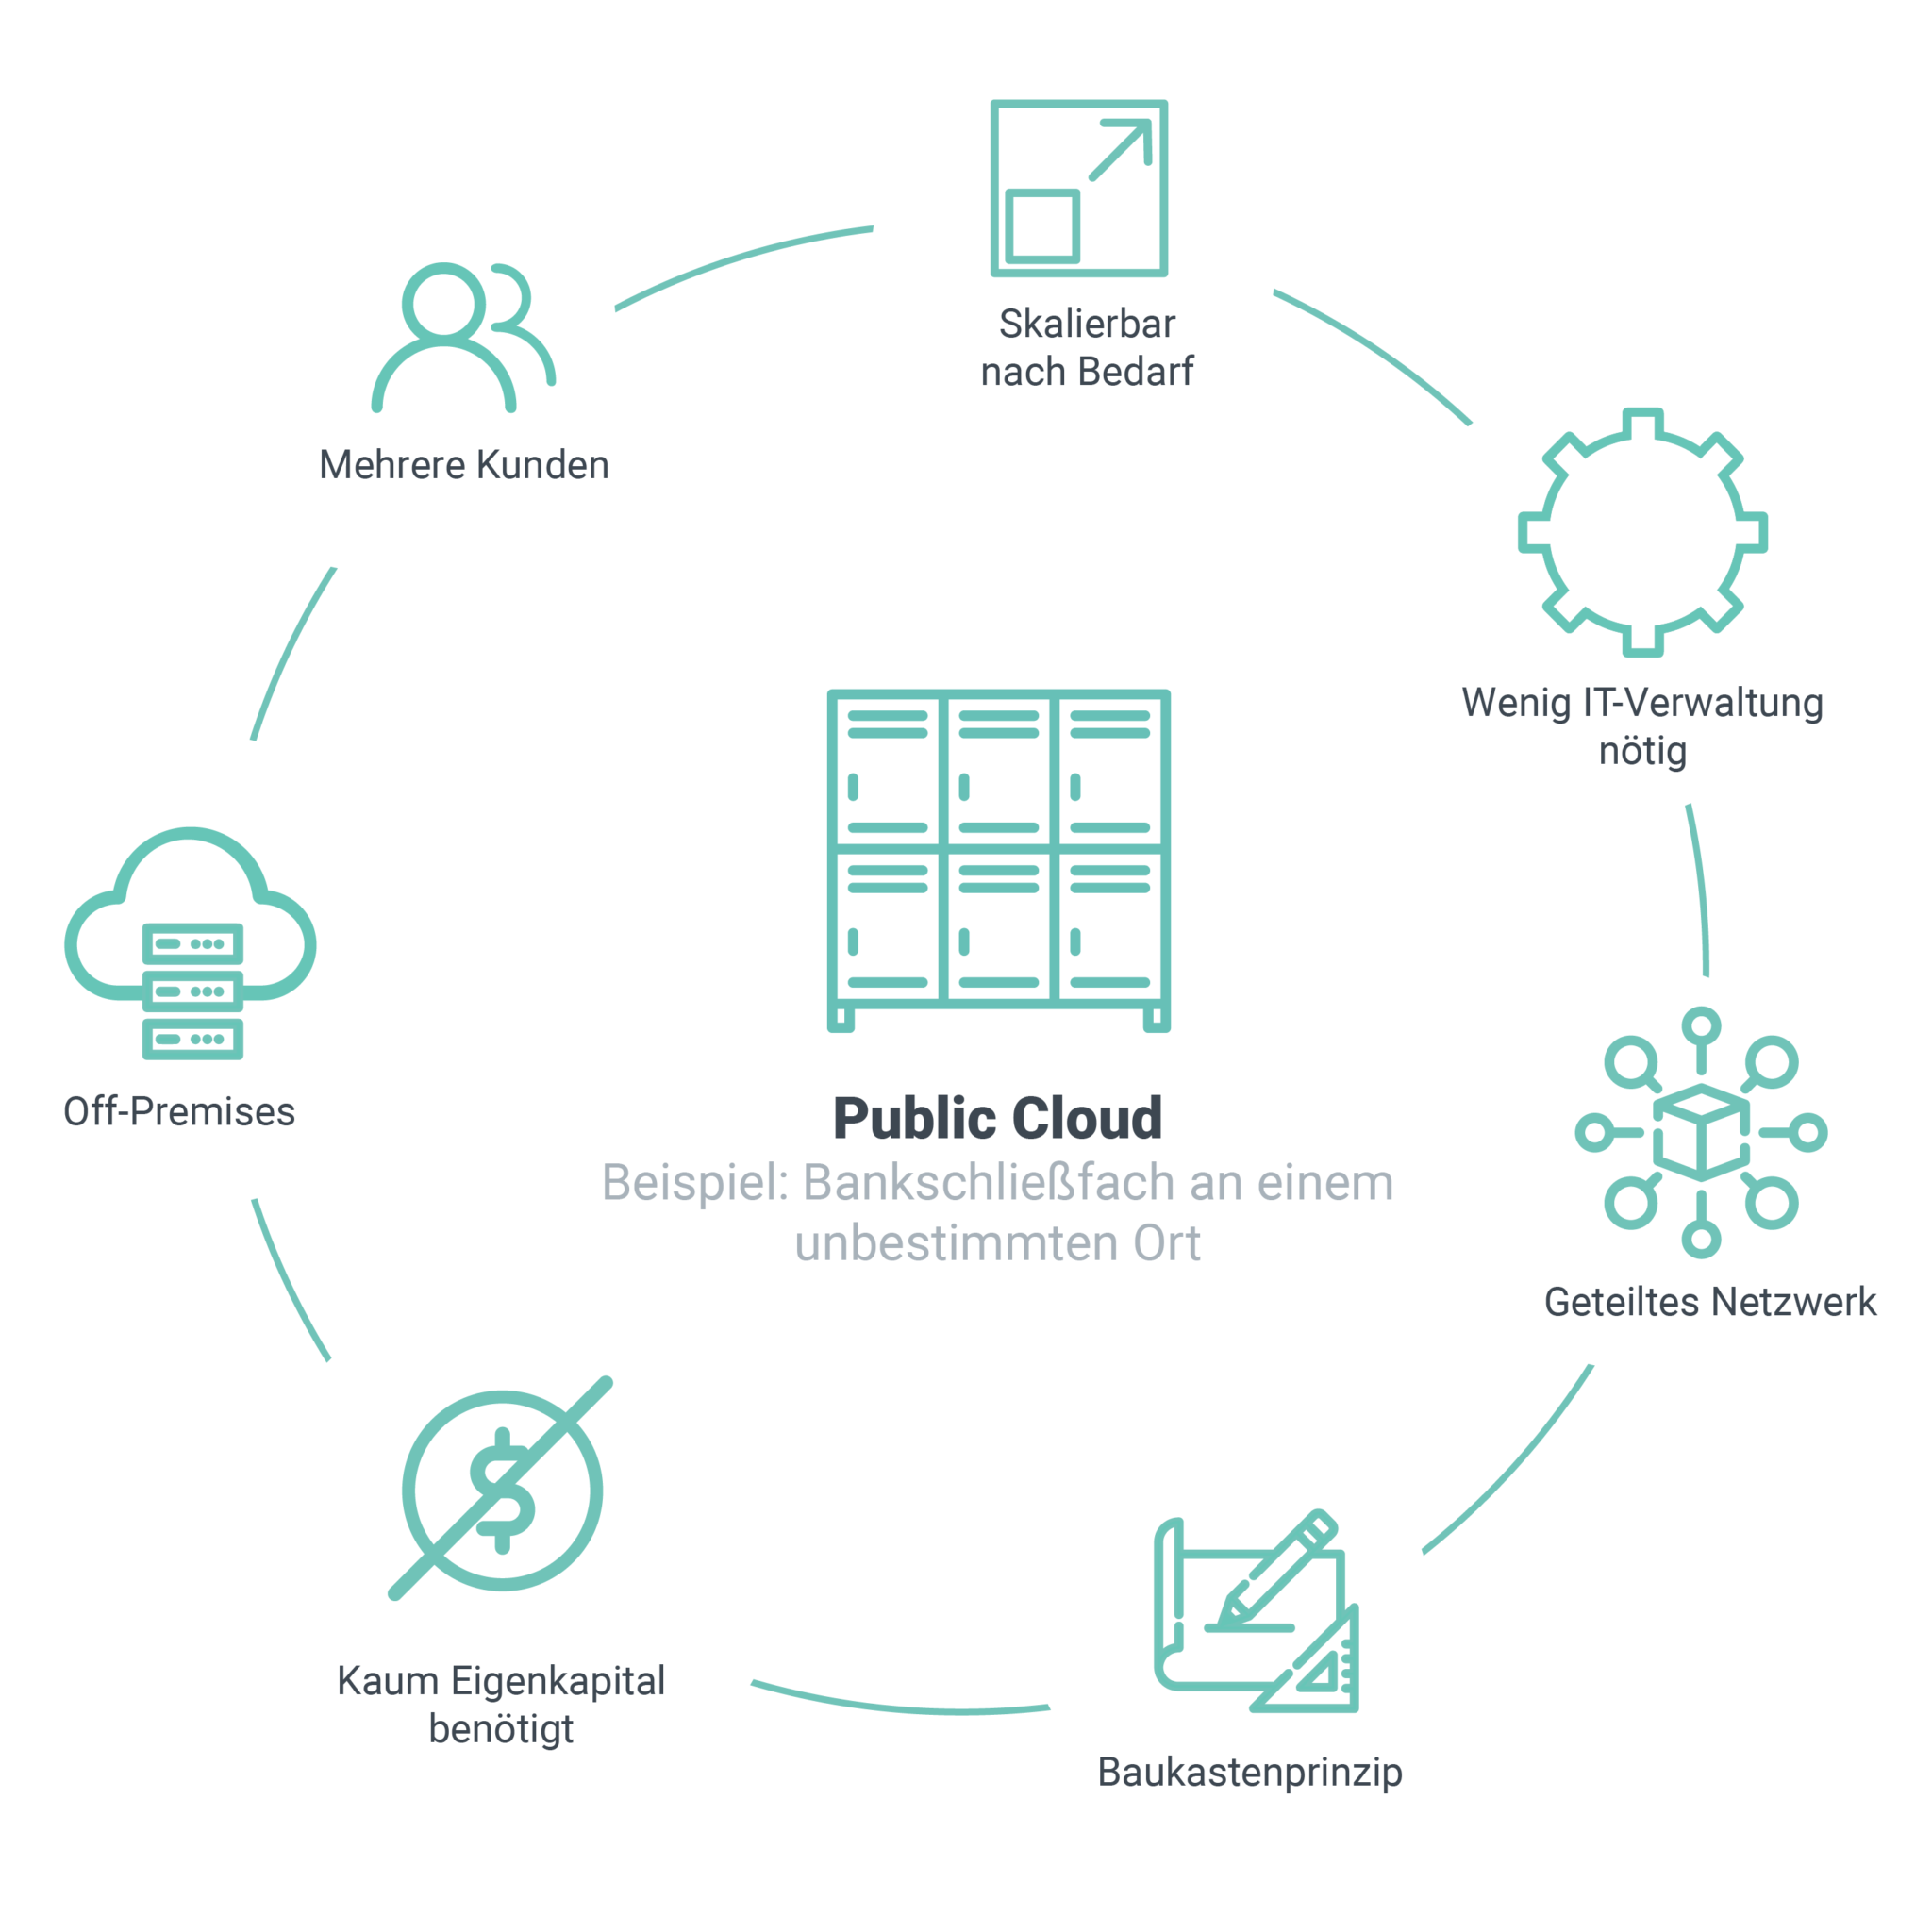 Skalierbar
nach Bedarf
Mehrere Kunden
Wenig IT-Verwaltung
nötig
Off-Premises
Public Cloud
Beispiel: Bankschließfach an einem
unbestimmten Ort
Geteiltes Netzwerk
Kaum Eigenkapital
benötigt
Baukastenprinzip